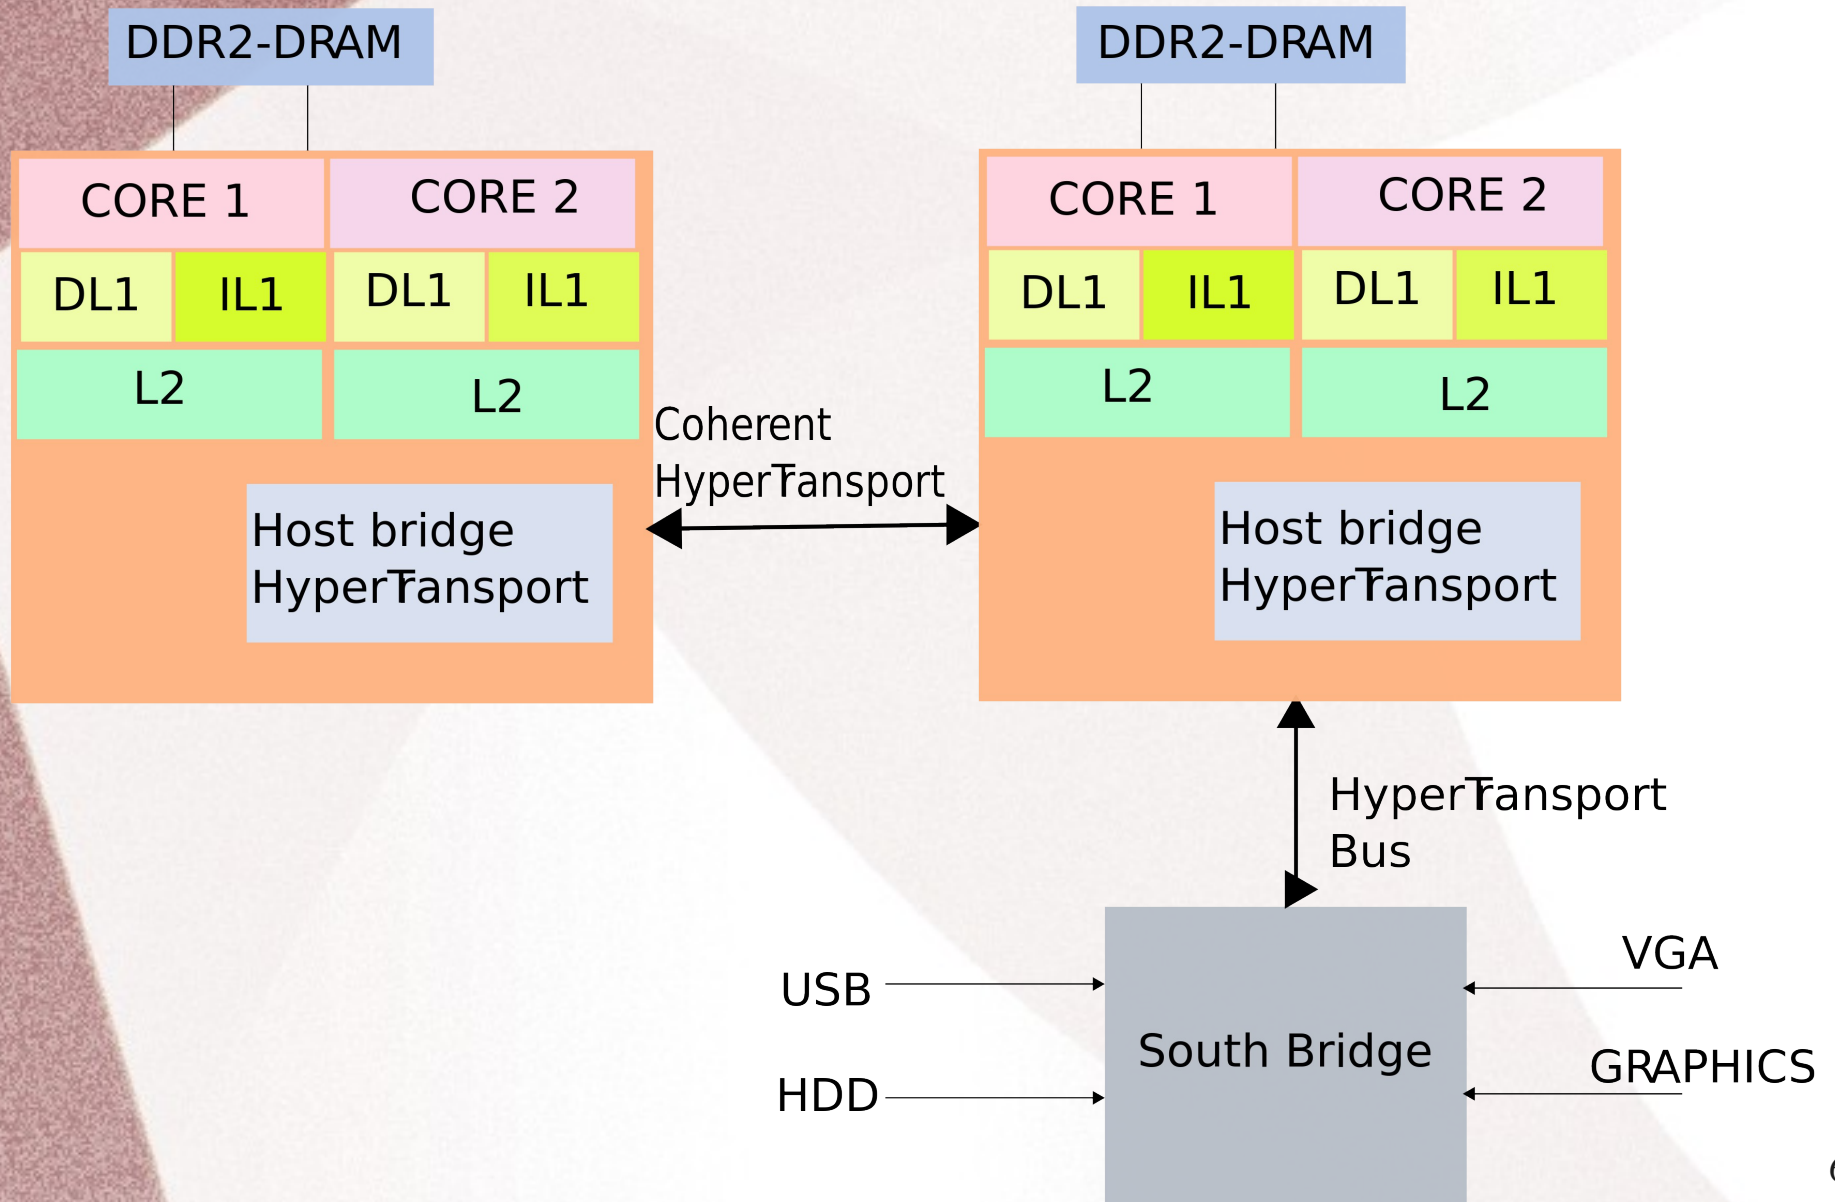 DDR2-DRAM
DDR2-DRAM
CORE 1
CORE 2
DL1
IL1
DL1
IL1
L2
L2
Host bridge
HyperTransport
Coherent
HyperTransport
CORE 1
CORE 2
DL1
IL1
DL1
IL1
L2
L2
Host bridge
HyperTransport
HyperTransport
Bus
USB
HDD
South Bridge
VGA
GRAPHICS